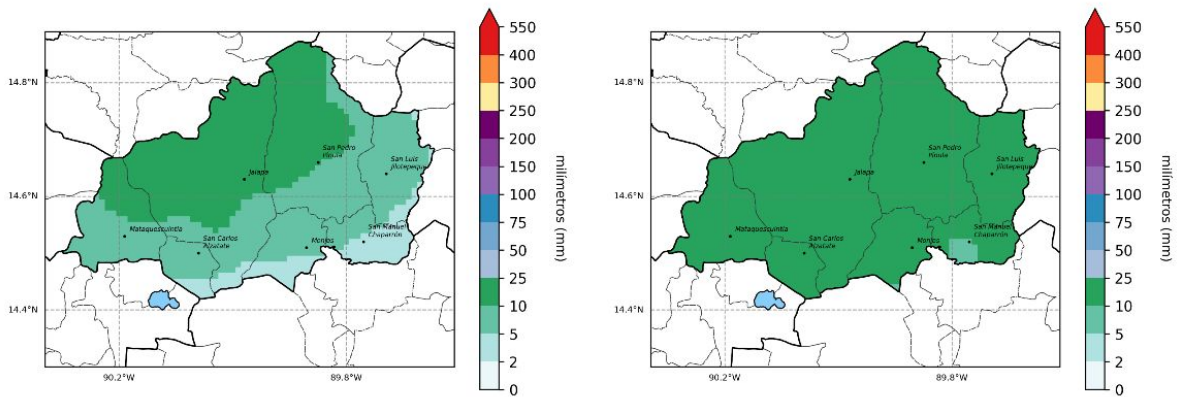 14.8°N
14.6°N
14.4°N
90.2°W
89.8°W
San Pedro
Pinula
San Luis
Jilotepeque
Jalapa
Mataquescuintla
San Carlos
Alzatate
Monjas
San Manuel
Chaparrón
550
400
300
250
200
150
100
75
50
25
10
5
2
0
milímetros (mm)
14.8°N
14.6°N
14.4°N
90.2°W
89.8°W
San Pedro
Pinula
San Luis
Jilotepeque
Jalapa
Mataquescuintla
San Carlos
Alzatate
Monjas
San Manuel
Chaparrón
550
400
300
250
200
150
100
75
50
25
10
5
2
0
milímetros (mm)